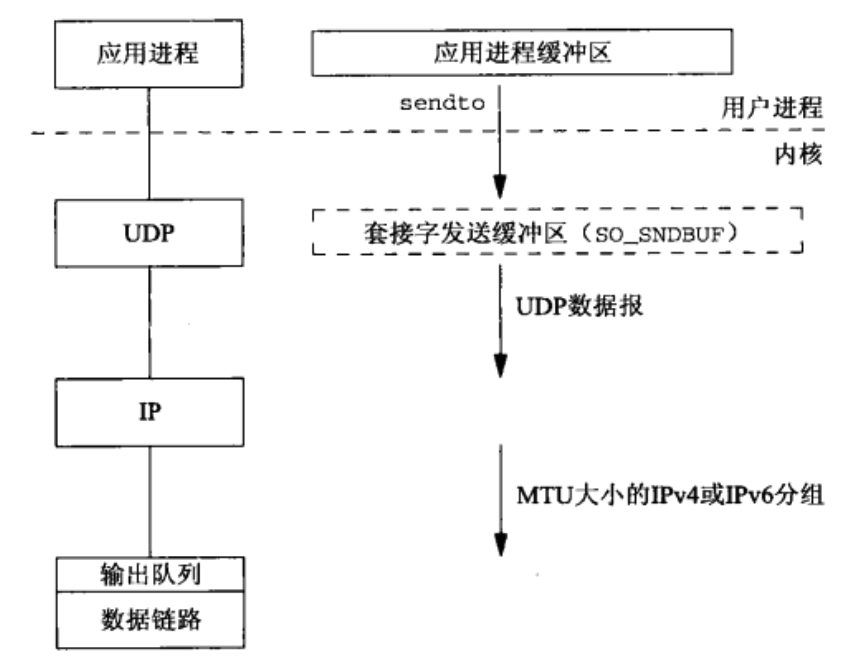 应用进程
应用进程缓冲区
sendto
用户进程
内核
UDP
套接字发送缓冲区（SO_SNDBUF）
UDP数据报
IP
MTU大小的IPv4或IPv6分组
输出队列
数据链路